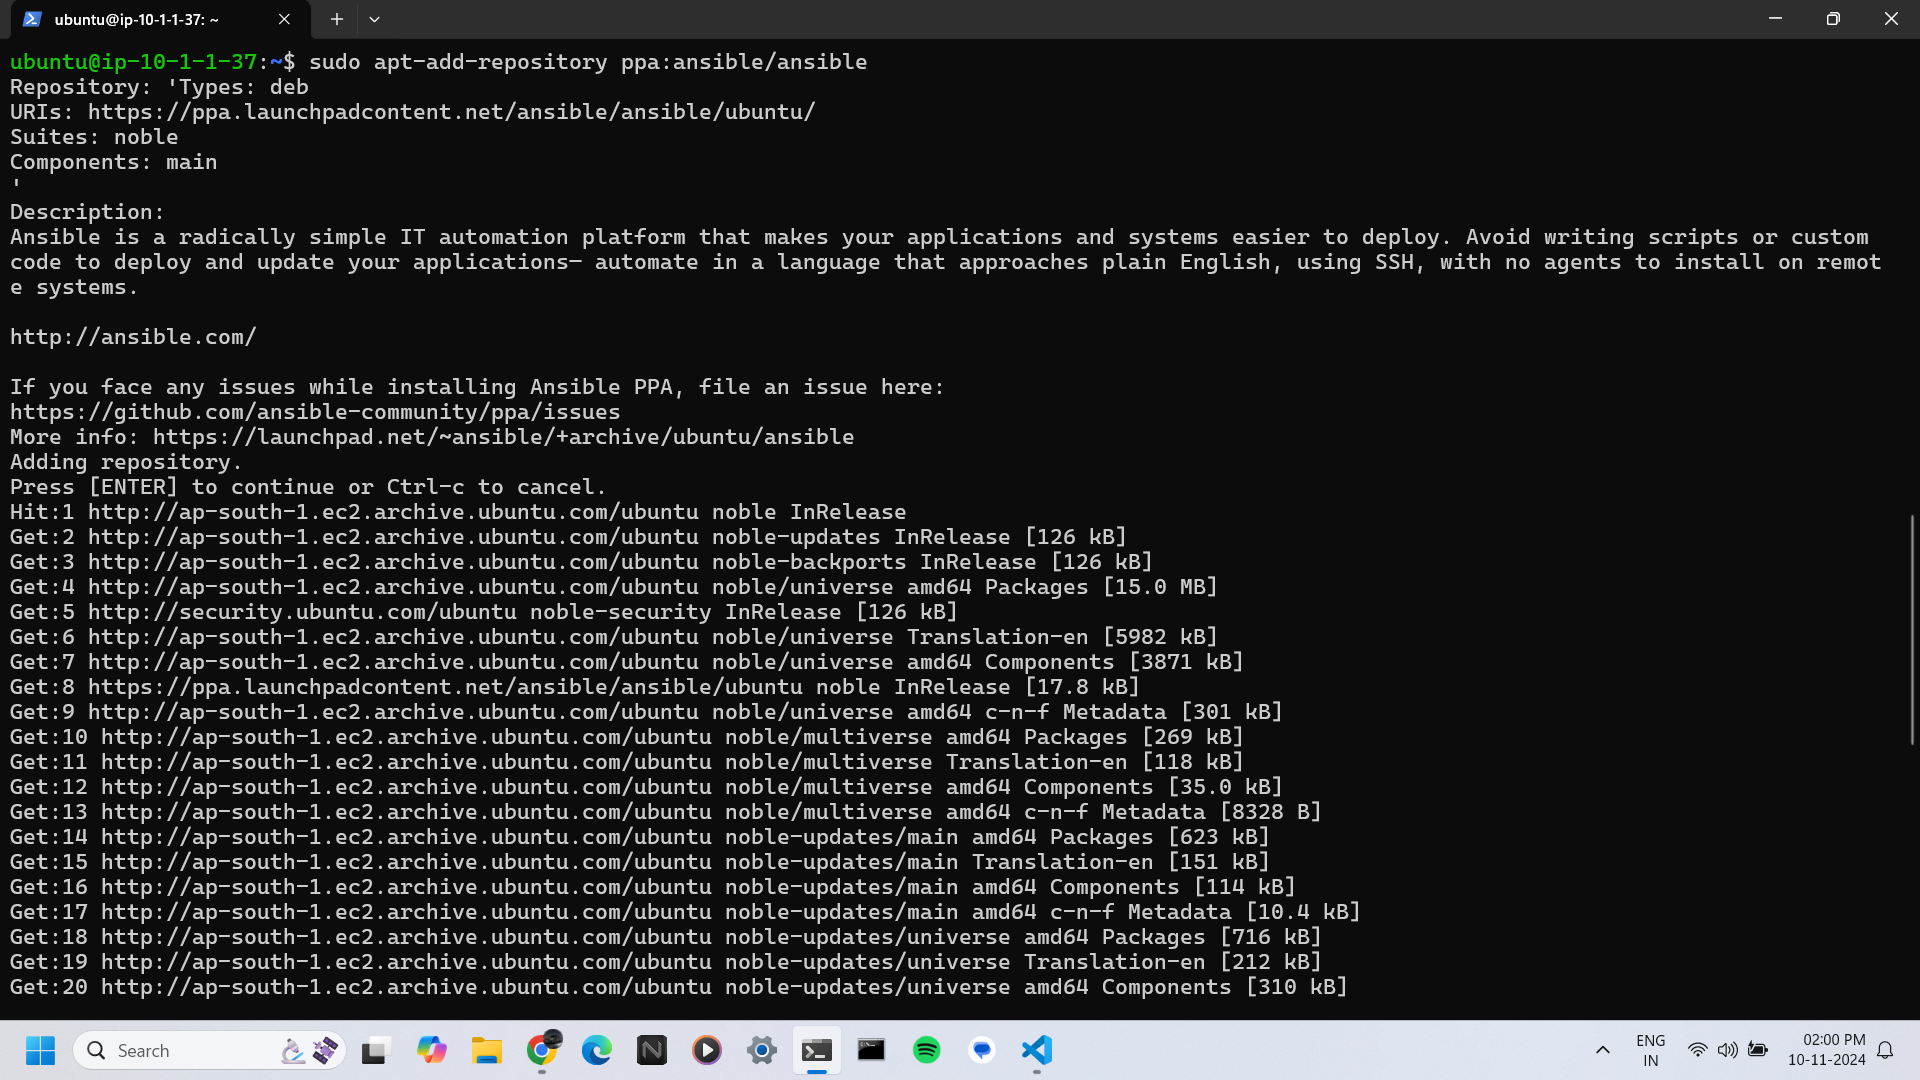 ubuntu@ip-10-1-1-37: ~
ubuntu@ip-10-1-1-37:~$ sudo apt-add-repository ppa:ansible/ansible
Repository: 'Types: deb
URIs: https://ppa.launchpadcontent.net/ansible/ansible/ubuntu/
Suites: noble
Components: main
'
Description:
Ansible is a radically simple IT automation platform that makes your applications and systems easier to deploy. Avoid writing scripts or custom
code to deploy and update your applications— automate in a language that approaches plain English, using SSH, with no agents to install on remot
e systems.
http://ansible.com/
If you face any issues while installing Ansible PPA, file an issue here:
https://github.com/ansible-community/ppa/issues
More info: https://launchpad.net/~ansible/+archive/ubuntu/ansible
Adding repository.
Press [ENTER] to continue or Ctrl-c to cancel.
Hit:1 http://ap-south-1.ec2.archive.ubuntu.com/ubuntu noble InRelease
Get:2 http://ap-south-1.ec2.archive.ubuntu.com/ubuntu noble-updates InRelease [126 kB]
Get:3 http://ap-south-1.ec2.archive.ubuntu.com/ubuntu noble-backports InRelease [126 kB]
Get:4 http://ap-south-1.ec2.archive.ubuntu.com/ubuntu noble/universe amd64 Packages [15.0 MB]
Get:5 http://security.ubuntu.com/ubuntu noble-security InRelease [126 kB]
Get:6 http://ap-south-1.ec2.archive.ubuntu.com/ubuntu noble/universe Translation-en [5982 kB]
Get:7 http://ap-south-1.ec2.archive.ubuntu.com/ubuntu noble/universe amd64 Components [3871 kB]
Get:8 https://ppa.launchpadcontent.net/ansible/ansible/ubuntu noble InRelease [17.8 kB]
Get:9 http://ap-south-1.ec2.archive.ubuntu.com/ubuntu noble/universe amd64 c-n-f Metadata [301 kB]
Get:10 http://ap-south-1.ec2.archive.ubuntu.com/ubuntu noble/multiverse amd64 Packages [269 kB]
Get:11 http://ap-south-1.ec2.archive.ubuntu.com/ubuntu noble/multiverse Translation-en [118 kB]
Get:12 http://ap-south-1.ec2.archive.ubuntu.com/ubuntu noble/multiverse amd64 Components [35.0 kB]
Get:13 http://ap-south-1.ec2.archive.ubuntu.com/ubuntu noble/multiverse amd64 c-n-f Metadata [8328 B]
Get:14 http://ap-south-1.ec2.archive.ubuntu.com/ubuntu noble-updates/main amd64 Packages [623 kB]
Get:15 http://ap-south-1.ec2.archive.ubuntu.com/ubuntu noble-updates/main Translation-en [151 kB]
Get:16 http://ap-south-1.ec2.archive.ubuntu.com/ubuntu noble-updates/main amd64 Components [114 kB]
Get:17 http://ap-south-1.ec2.archive.ubuntu.com/ubuntu noble-updates/main amd64 c-n-f Metadata [10.4 kB]
Get:18 http://ap-south-1.ec2.archive.ubuntu.com/ubuntu noble-updates/universe amd64 Packages [716 kB]
Get:19 http://ap-south-1.ec2.archive.ubuntu.com/ubuntu noble-updates/universe Translation-en [212 kB]
Get:20 http://ap-south-1.ec2.archive.ubuntu.com/ubuntu noble-updates/universe amd64 Components [310 kB]
Search
ENG
IN
02:00 PM
10-11-2024